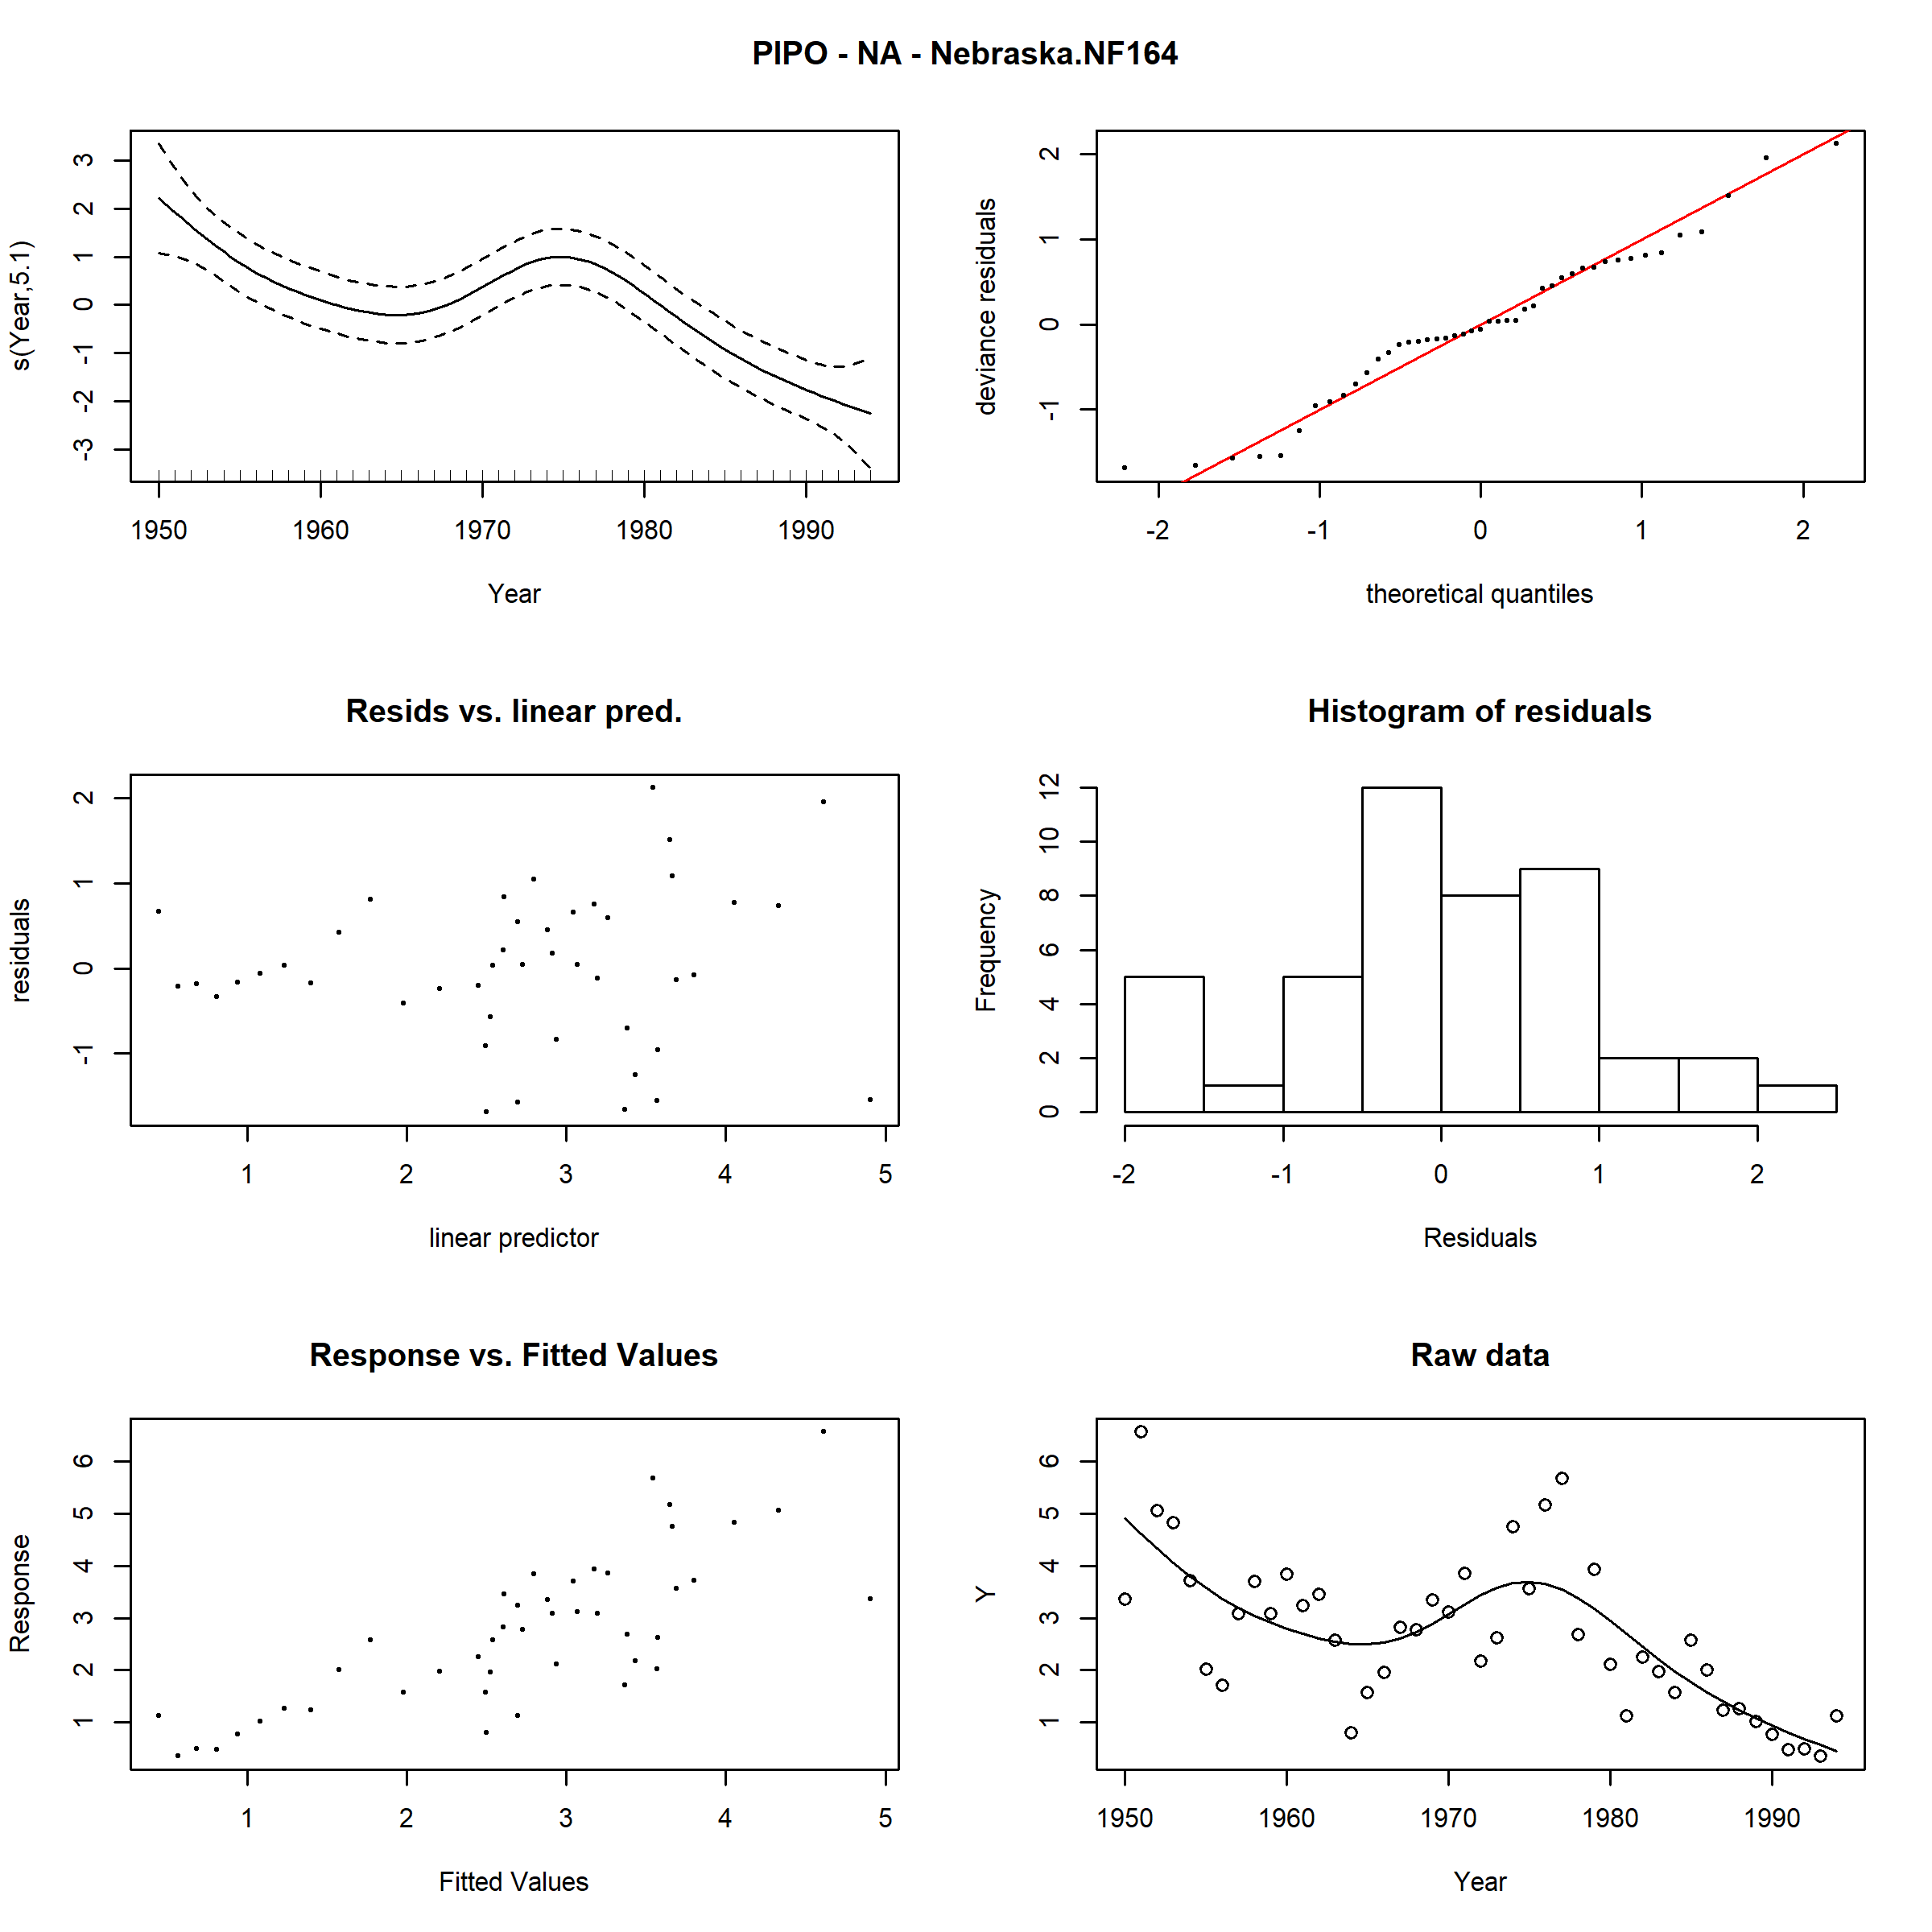 PIPO - NA - Nebraska.NF164
s(Year,5.1)
3
2
1
0
-1
-2
-3
1950 1960 1970 1980 1990
Year
deviance residuals
2
1
0
-1
-2 -1 0 1 2
theoretical quantiles
Resids vs. linear pred.
residuals
2
1
0
-1
1 2 3 4 5
linear predictor
Histogram of residuals
Frequency
12
10
8
6
4
2
0
-2 -1 0 1 2
Residuals
Response vs. Fitted Values
Response
6
5
4
3
2
1
1 2 3 4 5
Fitted Values
Raw data
Y
6
5
4
3
2
1
1950 1960 1970 1980 1990
Year